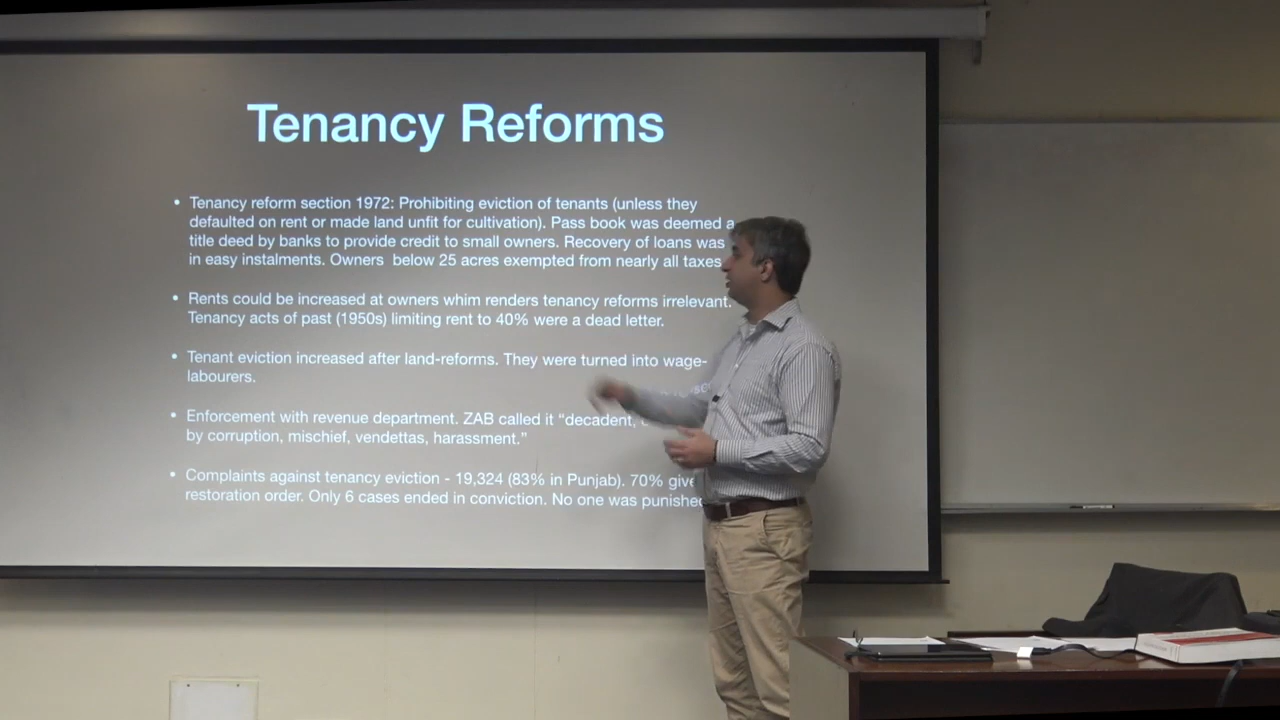 Tenancy Reforms
• Tenancy reform section 1972: Prohibiting eviction of tenants (unless they
defaulted on rent or made land unfit for cultivation). Pass book was deemed a
title deed by banks to provide credit to small owners. Recovery of loans was
in easy instalments. Owners below 25 acres exempted from nearly all taxes.
• Rents could be increased at owners whim renders tenancy reforms irrelevant.
Tenancy acts of past (1950s) limiting rent to 40% were a dead letter.
• Tenant eviction increased after land-reforms. They were turned into wage-
labourers.
• Enforcement with revenue department. ZAB called it “decadent,
by corruption, mischief, vendettas, harassment.”
• Complaints against tenancy eviction - 19,324 (83% in Punjab). 70%
restoration order. Only 6 cases ended in conviction. No one was